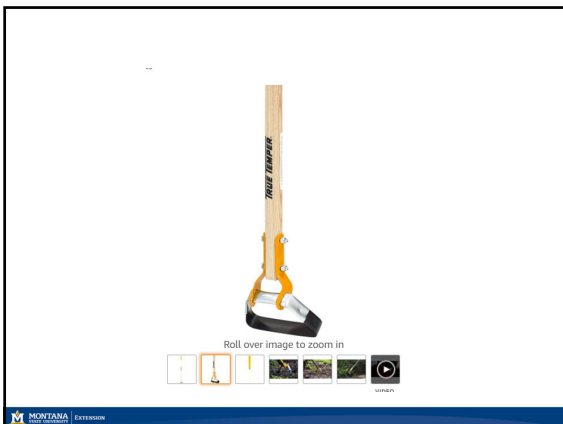 --
TRUE TEMPER.
Roll over image to zoom in
VIDEO
MONTANA
STATE UNIVERSITY
EXTENSION